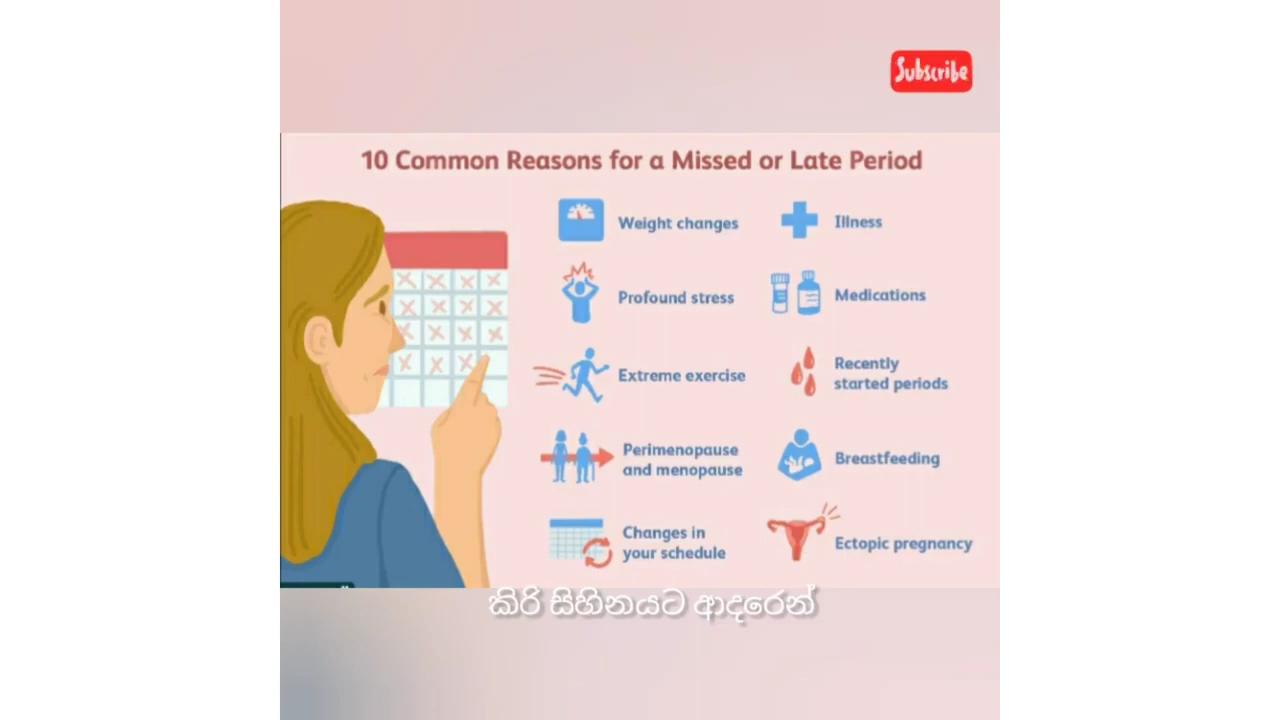 Subscribe
10 Common Reasons for a Missed or Late Period
Weight changes
Illness
Profound stress
Medications
Extreme exercise
Recently
started periods
Perimenopause
and menopause
Breastfeeding
Changes in
your schedule
Ectopic pregnancy
කිරි සිහිනයට ආදරෙන්